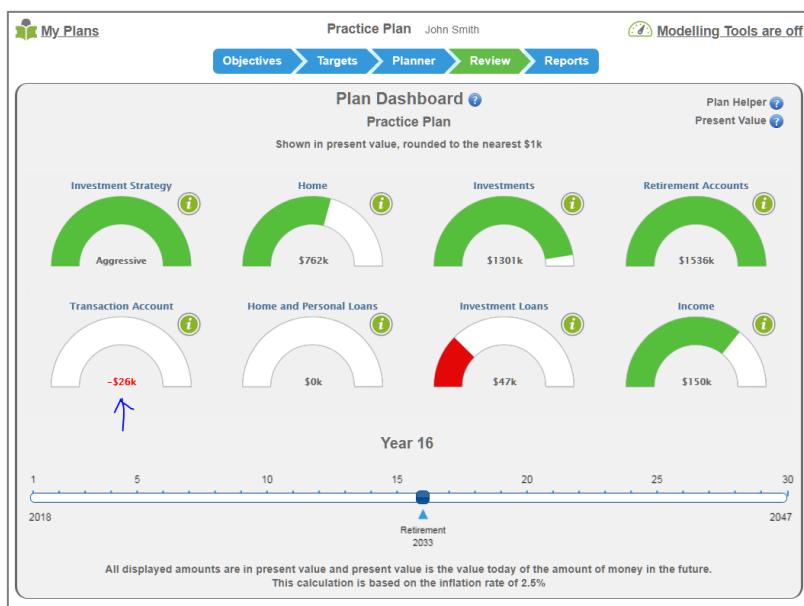 My Plans
Practice Plan John Smith
Modelling Tools are off
Objectives Targets Planner Review Reports
Plan Dashboard ?
Plan Helper ?
Practice Plan
Present Value ?
Shown in present value, rounded to the nearest $1k
Investment Strategy Home Investments Retirement Accounts
i i i i
Aggressive $762k $1301k $1536k
Transaction Account Home and Personal Loans Investment Loans Income
i i i i
-$26k $0k $47k $150k
Year 16
1 5 10 15 20 25 30
2018 2047
Retirement
2033
All displayed amounts are in present value and present value is the value today of the amount of money in the future.
This calculation is based on the inflation rate of 2.5%